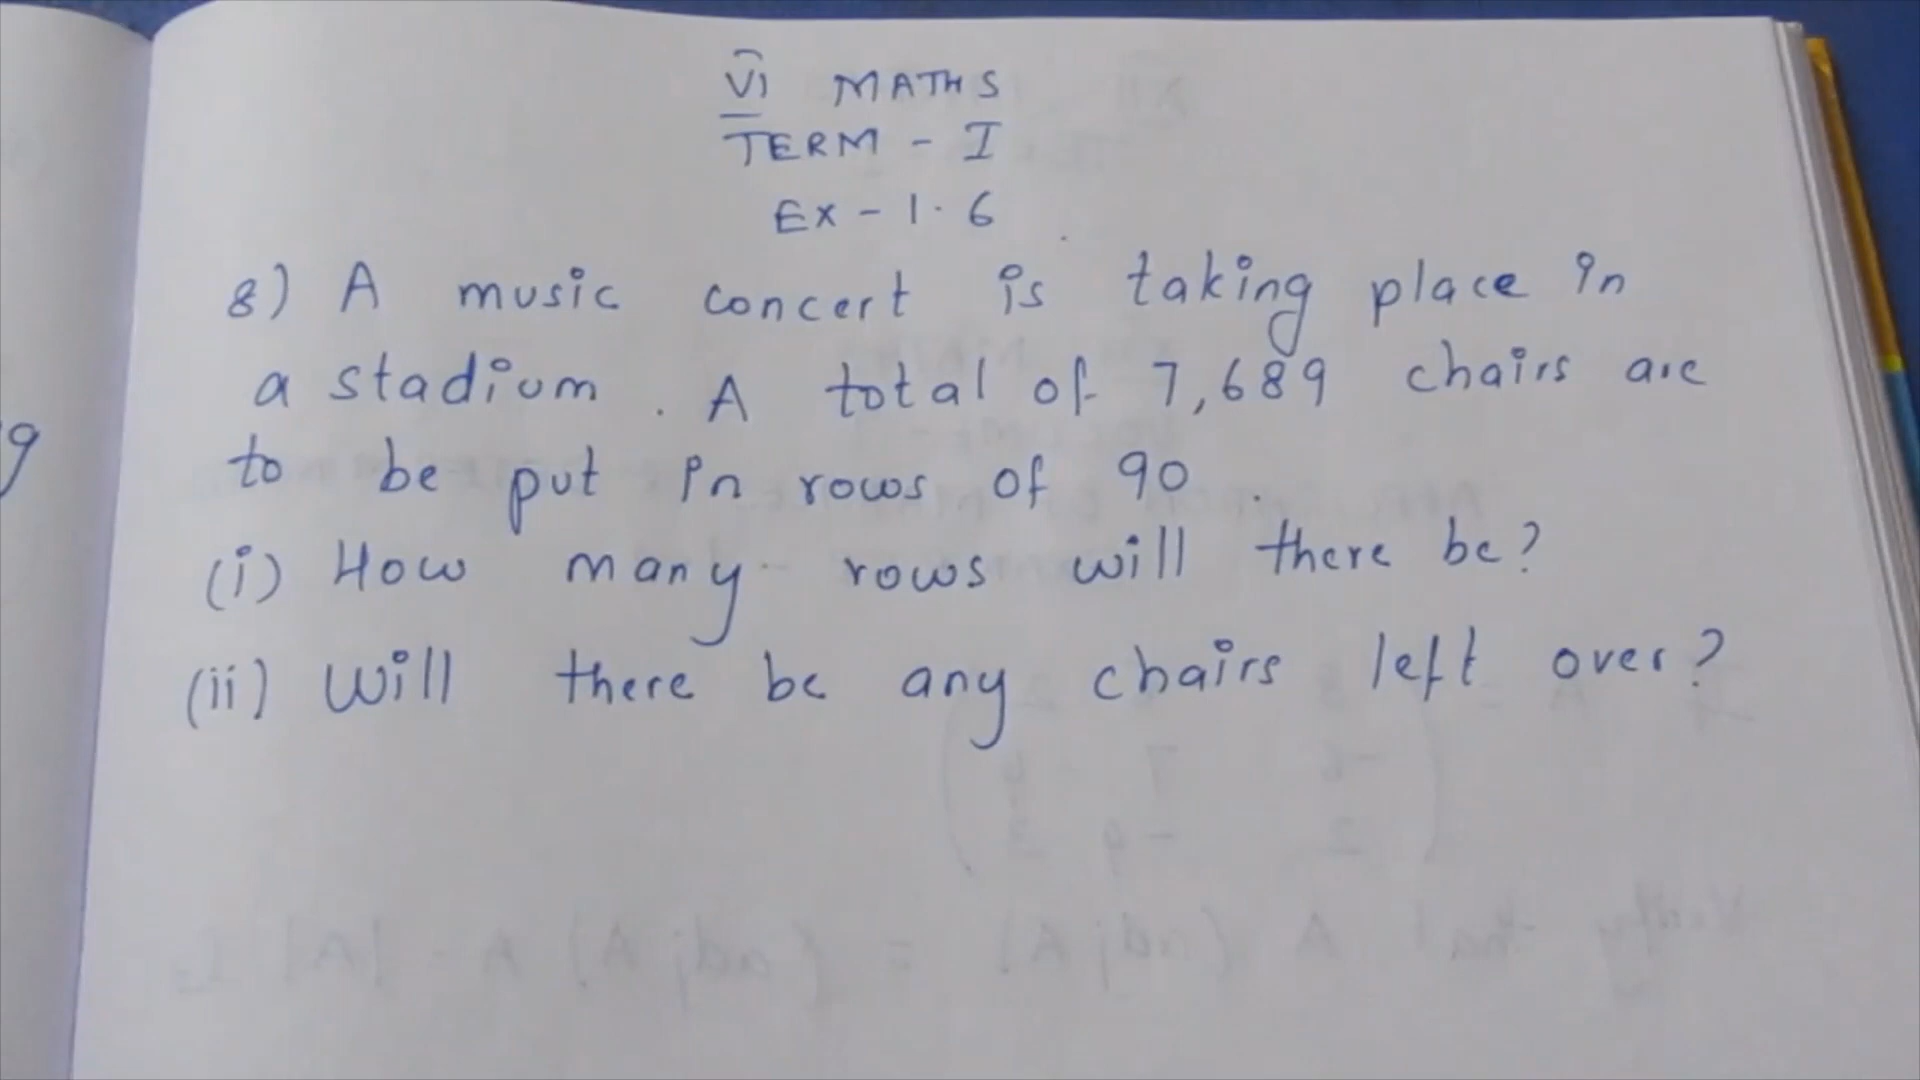 VI MATHS
TERM - I
EX - 1.6
8) A music concert is taking place in
a stadium. A total of 7,689 chairs are
to be put in rows of 90.
(i) How many rows will there be?
(ii) Will there be any chairs left over?
g